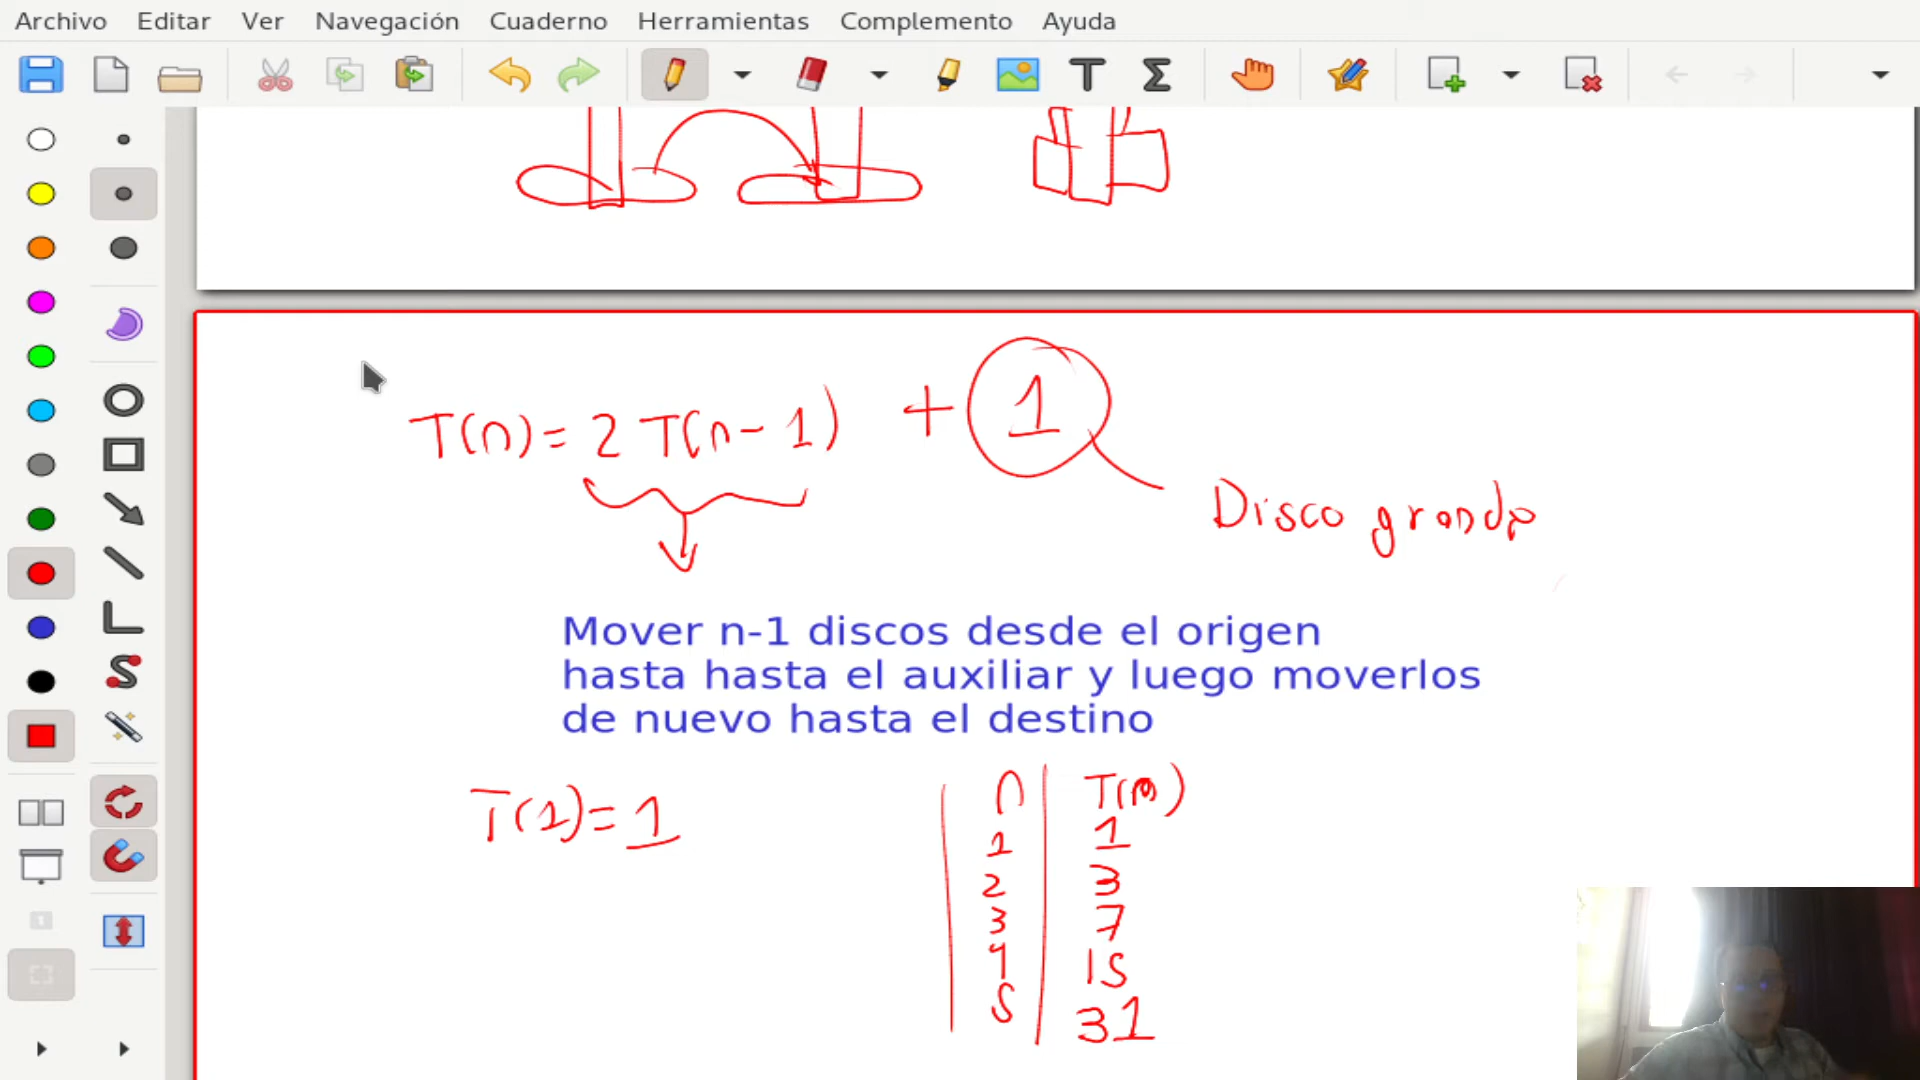 Archivo Editar Ver Navegación Cuaderno Herramientas Complemento Ayuda
T(n) = 2 T(n-1) + 1
Disco grande
Mover n-1 discos desde el origen
hasta hasta el auxiliar y luego moverlos
de nuevo hasta el destino
T(1) = 1
n T(n)
1 1
2 3
3 7
4 15
5 31